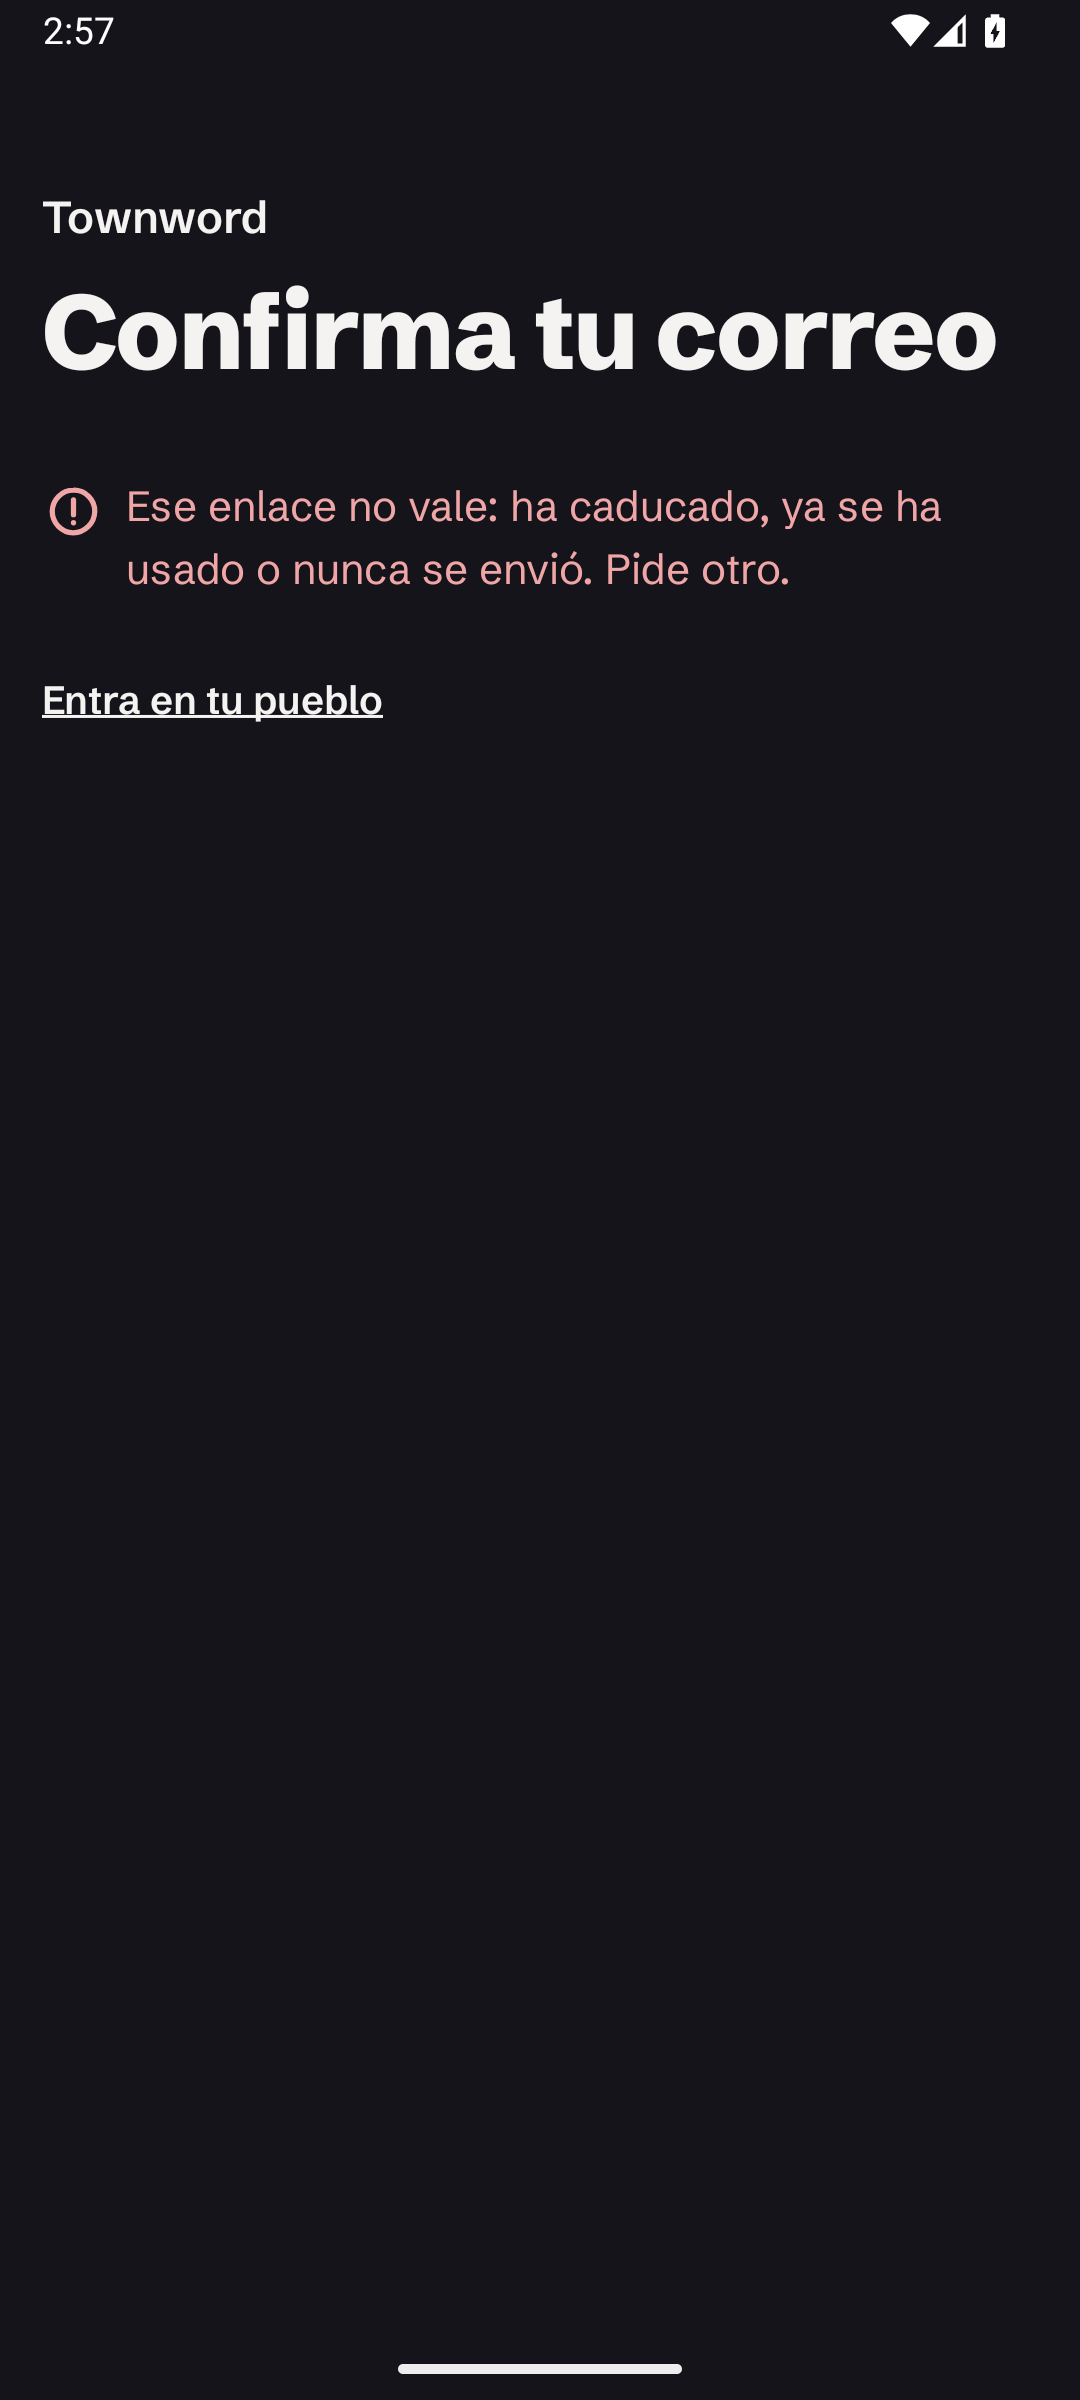 2:57
Townword
Confirma tu correo
Ese enlace no vale: ha caducado, ya se ha
usado o nunca se envió. Pide otro.
Entra en tu pueblo